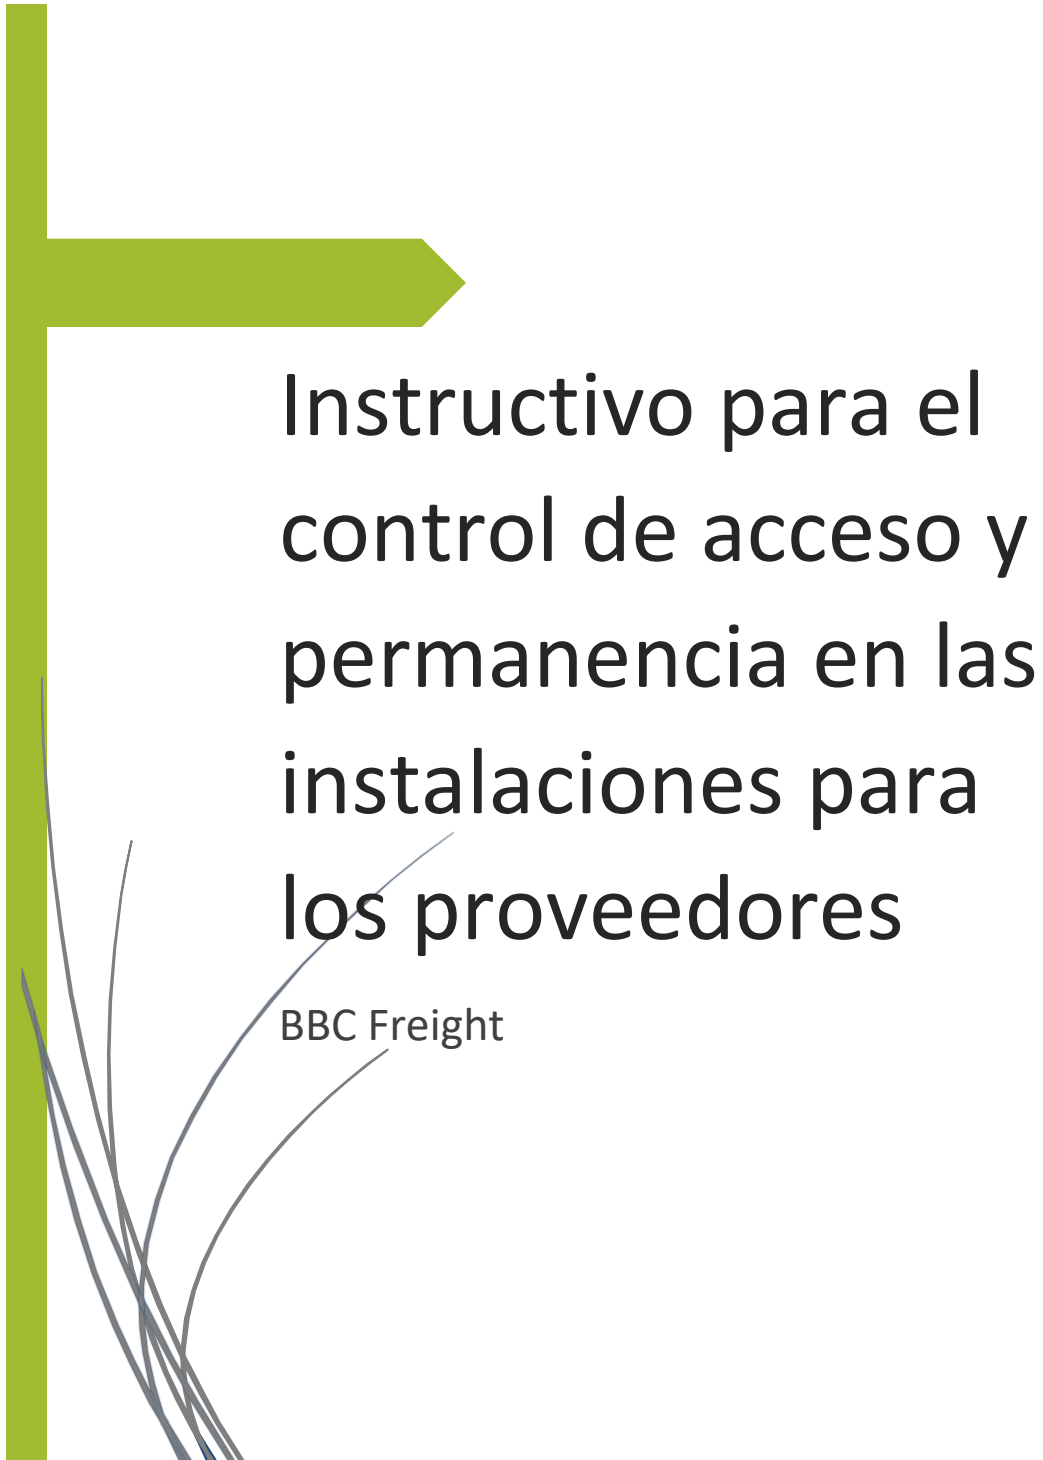 Instructivo para el
control de acceso y
permanencia en las
instalaciones para
los proveedores
BBC Freight